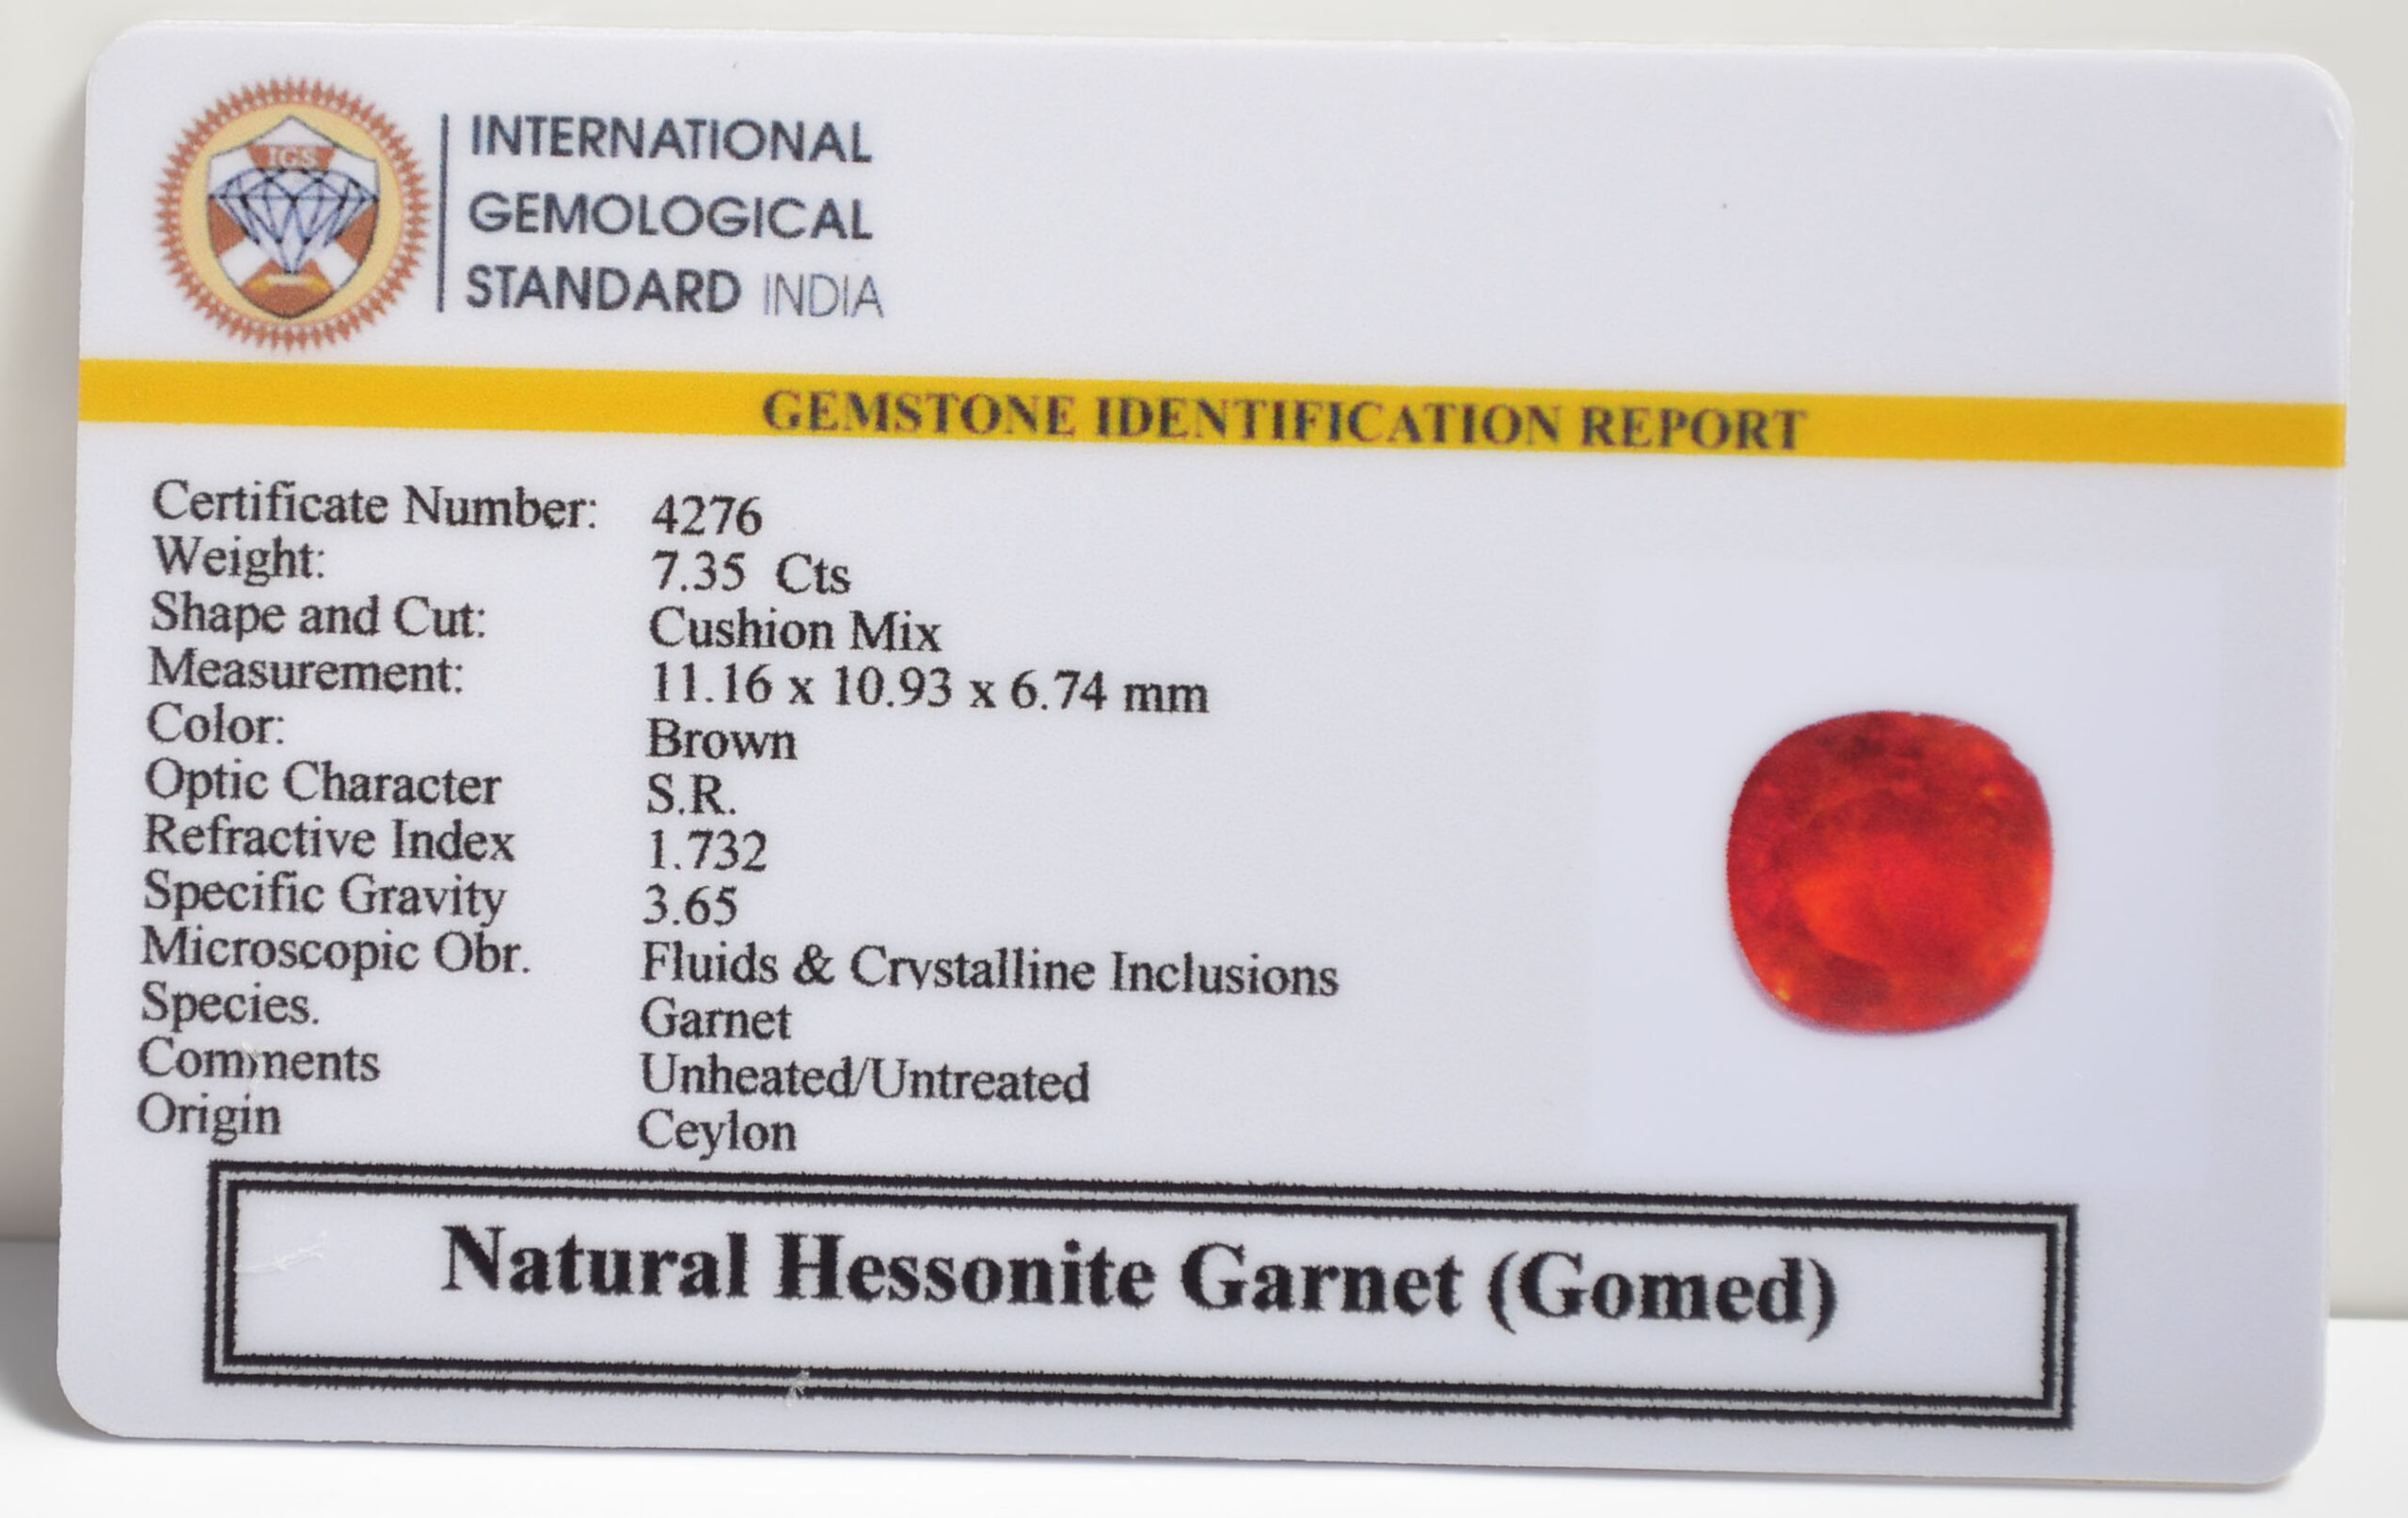 IGS
INTERNATIONAL
GEMOLOGICAL
STANDARD INDIA
GEMSTONE IDENTIFICATION REPORT
Certificate Number: 4276
Weight: 7.35 Cts
Shape and Cut: Cushion Mix
Measurement: 11.16 x 10.93 x 6.74 mm
Color: Brown
Optic Character S.R.
Refractive Index 1.732
Specific Gravity 3.65
Microscopic Obr. Fluids & Crystalline Inclusions
Species. Garnet
Comments Unheated/Untreated
Origin Ceylon
Natural Hessonite Garnet (Gomed)